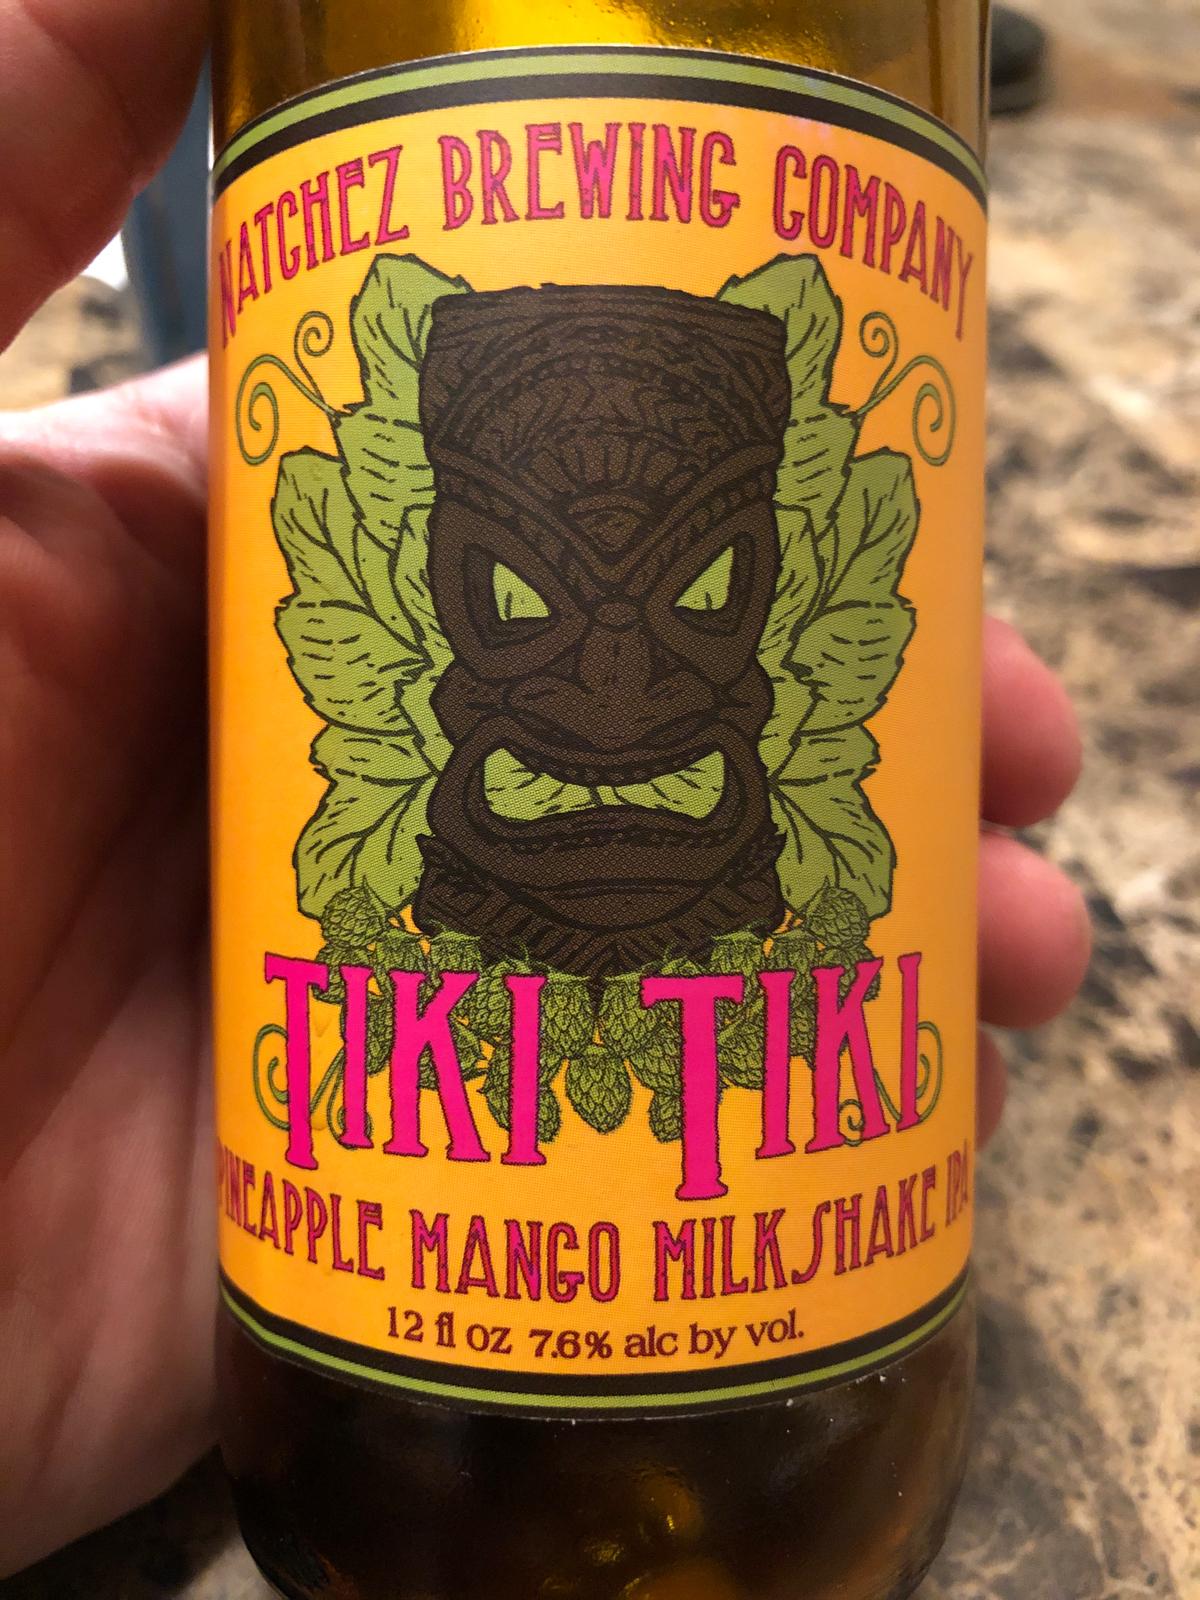 NATCHEZ BREWING COMPANY
TIKI TIKI
PINEAPPLE MANGO MILKSHAKE IPA
12 fl oz 7.6% alc by vol.